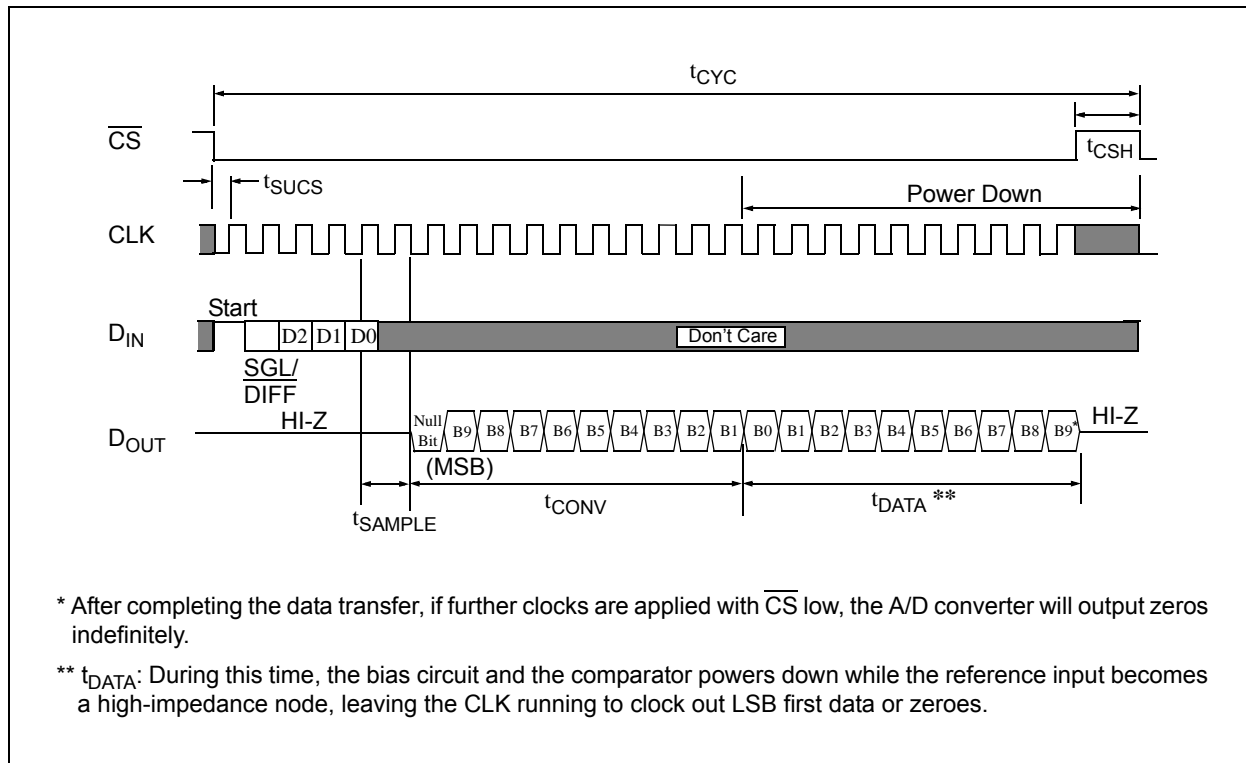 tCYC
CS
tCSH
tSUCS
Power Down
CLK
Start
DIN
D2 D1 D0
Don't Care
SGL/
DIFF
HI-Z
DOUT
Null
Bit
B9 B8 B7 B6 B5 B4 B3 B2 B1 B0 B1 B2 B3 B4 B5 B6 B7 B8 B9*
HI-Z
(MSB)
tSAMPLE
tCONV
tDATA **
* After completing the data transfer, if further clocks are applied with CS low, the A/D converter will output zeros
indefinitely.
** tDATA: During this time, the bias circuit and the comparator powers down while the reference input becomes
a high-impedance node, leaving the CLK running to clock out LSB first data or zeroes.